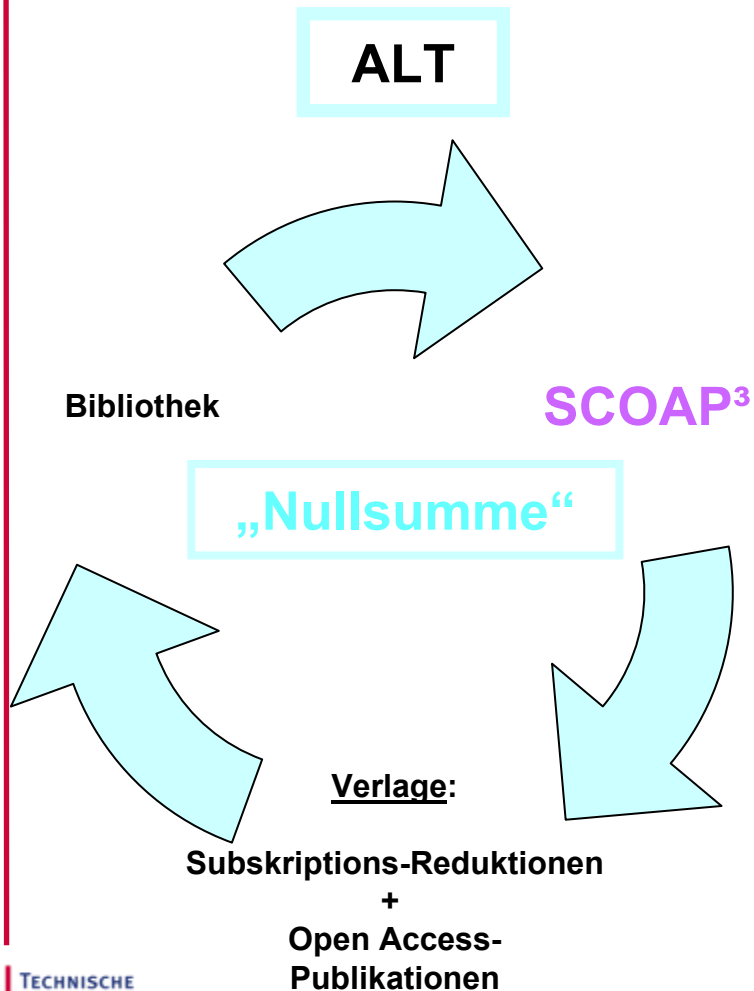 ALT
Bibliothek
SCOAP³
„Nullsumme“
Verlage:
Subskriptions-Reduktionen
+
Open Access-
Publikationen
TECHNISCHE